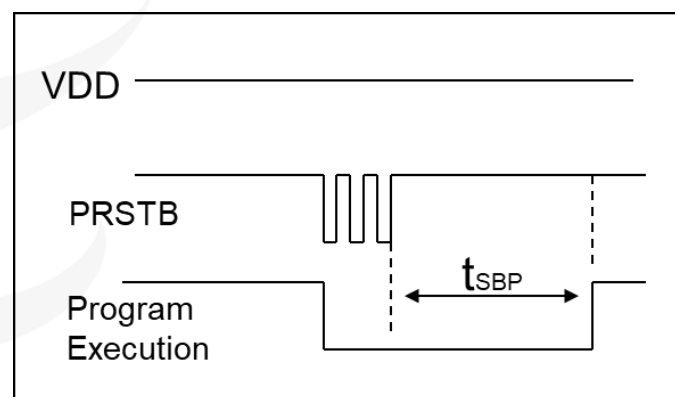 VDD
PRSTB
tSBP
Program
Execution